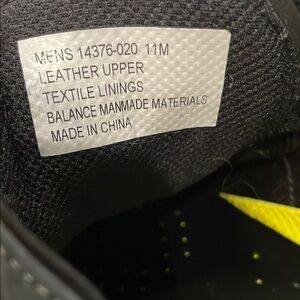 MENS 14376-020 11M
LEATHER UPPER
TEXTILE LININGS
BALANCE MANMADE MATERIALS
MADE IN CHINA